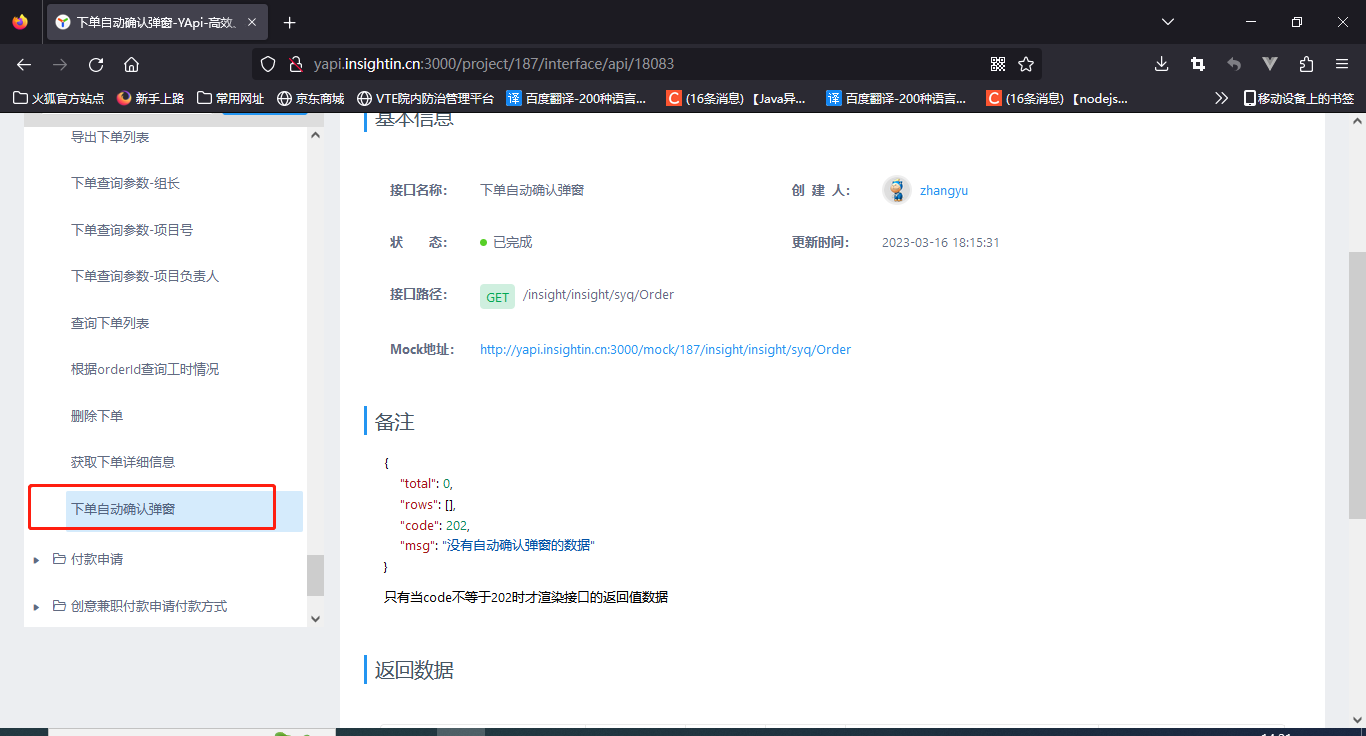 下单自动确认弹窗-YApi-高效、
yapi.insightin.cn:3000/project/187/interface/api/18083
火狐官方站点 新手上路 常用网址 京东商城 VTE院内防治管理平台 百度翻译-200种语言... (16条消息) 【Java异... 百度翻译-200种语言... (16条消息) 【nodejs... 移动设备上的书签
导出下单列表
下单查询参数-组长
下单查询参数-项目号
下单查询参数-项目负责人
查询下单列表
根据orderId查询工时情况
删除下单
获取下单详细信息
下单自动确认弹窗
付款申请
创意兼职付款申请付款方式
基本信息
接口名称： 下单自动确认弹窗 创 建 人： zhangyu
状 态： 已完成 更新时间： 2023-03-16 18:15:31
接口路径： GET /insight/insight/syq/Order
Mock地址： http://yapi.insightin.cn:3000/mock/187/insight/insight/syq/Order
备注
{
"total": 0,
"rows": [],
"code": 202,
"msg": "没有自动确认弹窗的数据"
}
只有当code不等于202时才渲染接口的返回值数据
返回数据